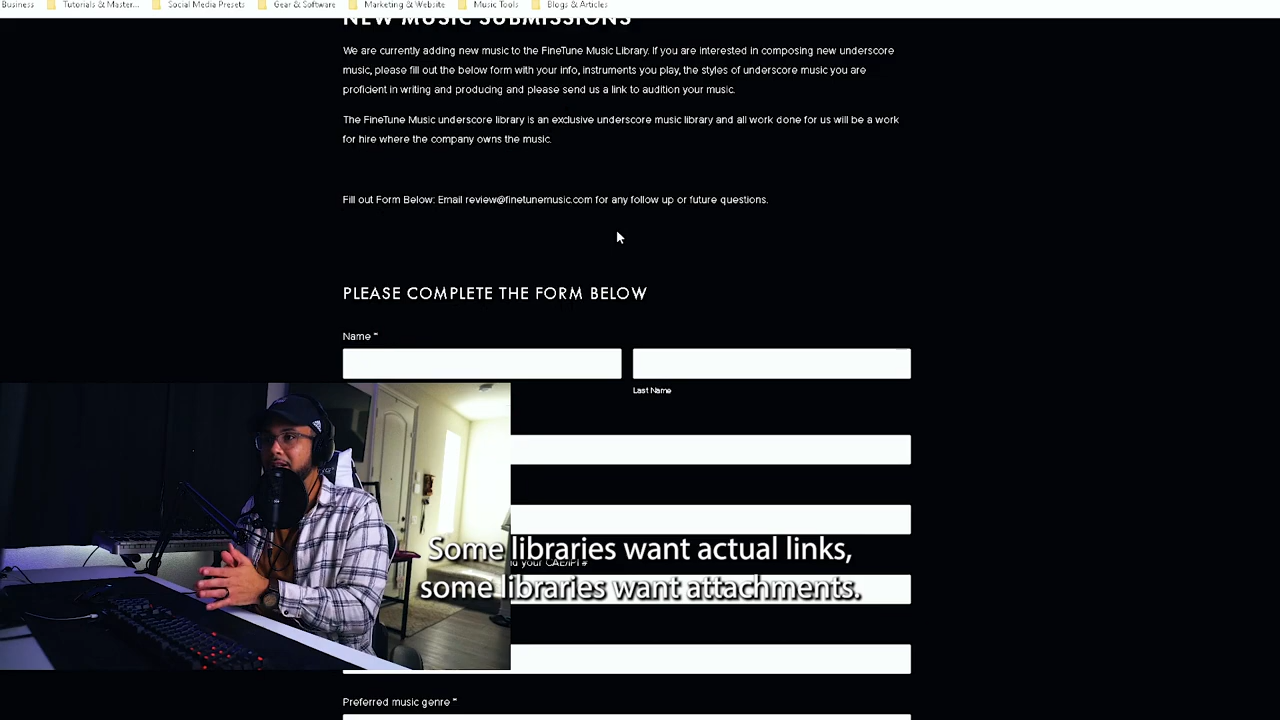 Business Tutorials & Master... Social Media Presets Gear & Software Marketing & Website Music Tools Blogs & Articles
NEW MUSIC SUBMISSIONS
We are currently adding new music to the FineTune Music Library. If you are interested in composing new underscore
music, please fill out the below form with your info, instruments you play, the styles of underscore music you are
proficient in writing and producing and please send us a link to audition your music.
The FineTune Music underscore library is an exclusive underscore music library and all work done for us will be a work
for hire where the company owns the music.
Fill out Form Below: Email review@finetunemusic.com for any follow up or future questions.
PLEASE COMPLETE THE FORM BELOW
Name *
Last Name
Some libraries want actual links,
your CAE/IPI #
some libraries want attachments.
Preferred music genre *